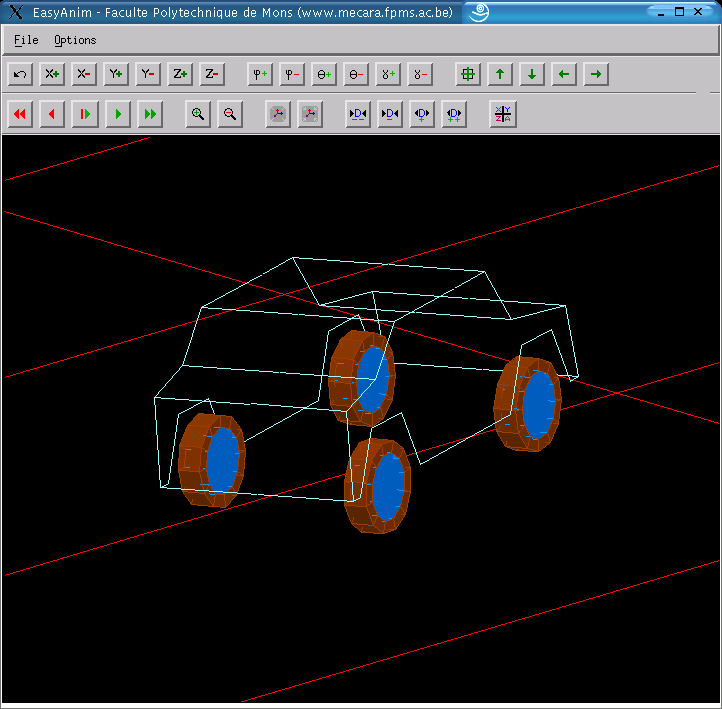 EasyAnim - Faculte Polytechnique de Mons (www.mecara.fpms.ac.be)
File Options
X+ X- Y+ Y- Z+ Z- φ+ φ- θ+ θ- ɣ+ ɣ-
D -- D - D + D ++ X Y Z A